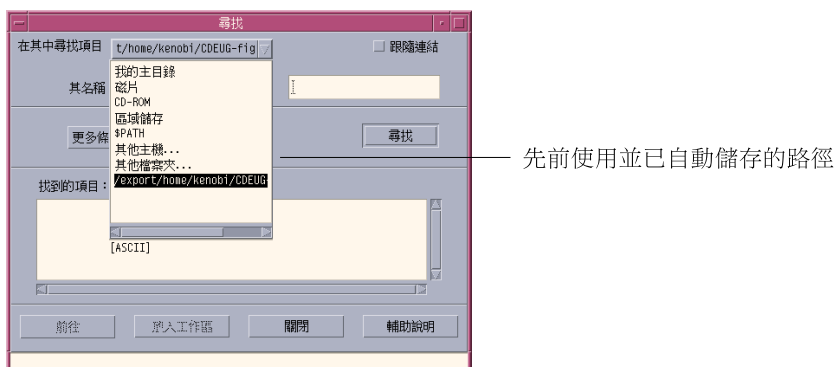 尋找
在其中尋找項目
t/home/kenobi/CDEUG-fig
跟隨連結
其名稱
我的主目錄
磁片
CD-ROM
區域儲存
$PATH
其他主機...
其他檔案夾...
/export/home/kenobi/CDEUG
更多條
尋找
先前使用並已自動儲存的路徑
找到的項目：
[ASCII]
前往
放入工作區
關閉
輔助說明